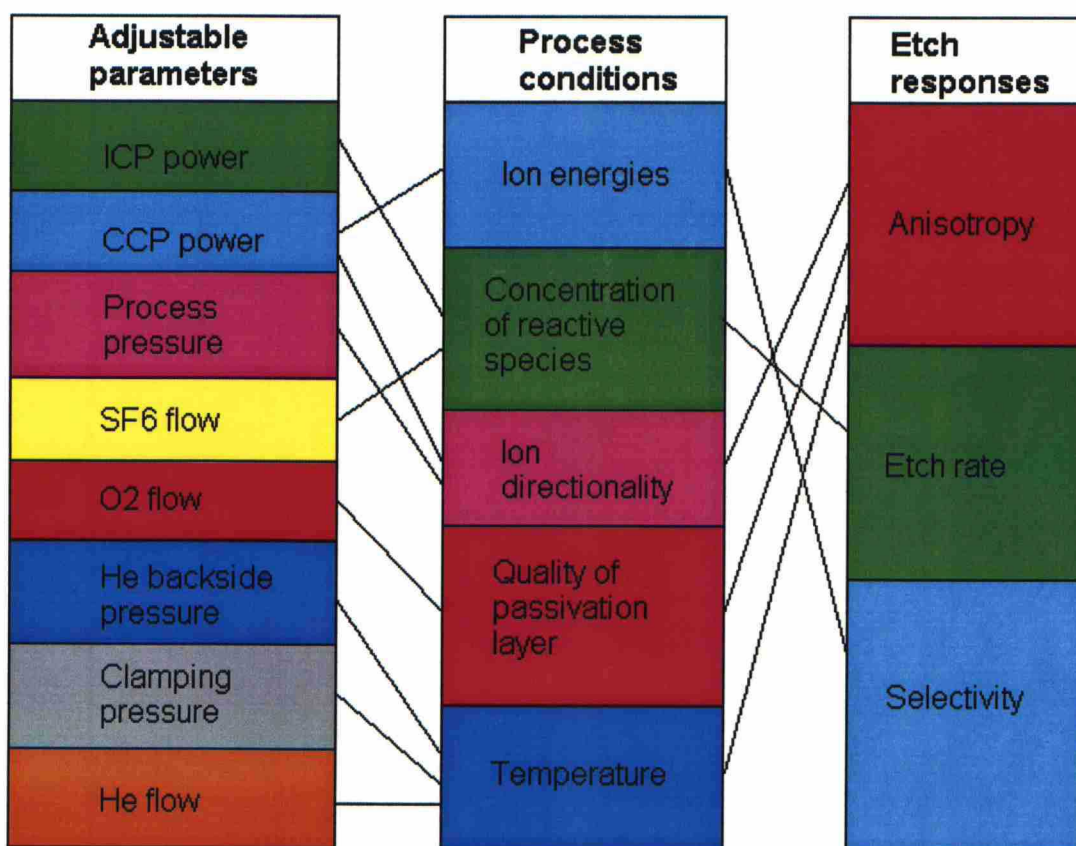 Adjustable
parameters
ICP power
CCP power
Process
pressure
SF6 flow
O2 flow
He backside
pressure
Clamping
pressure
He flow
Process
conditions
Ion energies
Concentration
of reactive
species
Ion
directionality
Quality of
passivation
layer
Temperature
Etch
responses
Anisotropy
Etch rate
Selectivity